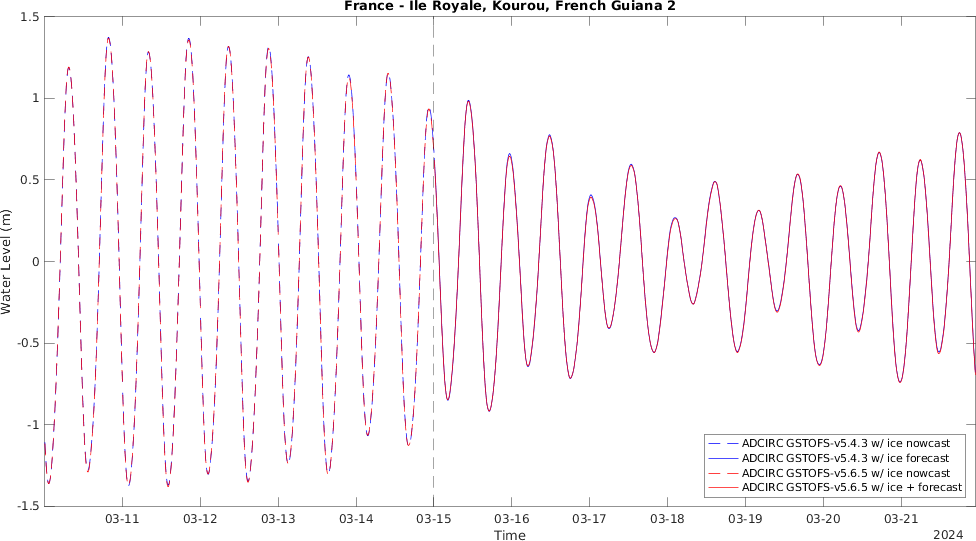 France - Ile Royale, Kourou, French Guiana 2
1.5
1
0.5
0
-0.5
-1
-1.5
Water Level (m)
03-11 03-12 03-13 03-14 03-15 03-16 03-17 03-18 03-19 03-20 03-21
Time
2024
ADCIRC GSTOFS-v5.4.3 w/ ice nowcast
ADCIRC GSTOFS-v5.4.3 w/ ice forecast
ADCIRC GSTOFS-v5.6.5 w/ ice nowcast
ADCIRC GSTOFS-v5.6.5 w/ ice + forecast